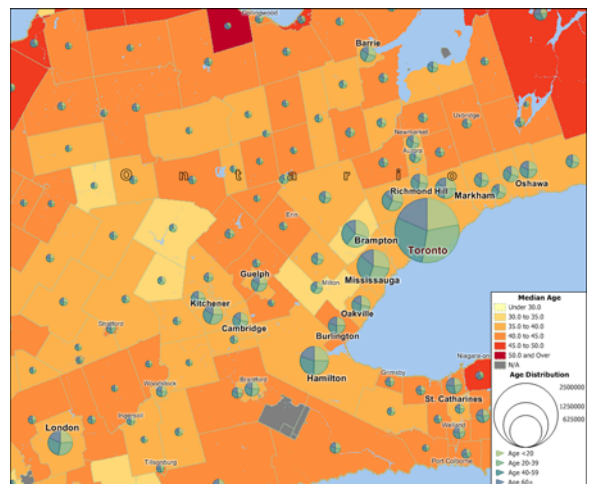 Collingwood
Barrie
Uxbridge
Newmarket
Aurora
O n t a r i o
Richmond Hill
Markham
Oshawa
Erin
Brampton
Toronto
Guelph
Milton
Mississauga
Kitchener
Oakville
Cambridge
Stratford
Burlington
Niagara-on
Hamilton
Grimsby
Woodstock
Brantford
St. Catharines
Ingersoll
London
Welland
Tillsonburg
Port Colborne
Median Age
Under 30.0
30.0 to 35.0
35.0 to 40.0
40.0 to 45.0
45.0 to 50.0
50.0 and Over
N/A
Age Distribution
2500000
1250000
625000
Age <20
Age 20-39
Age 40-59
Age 60+